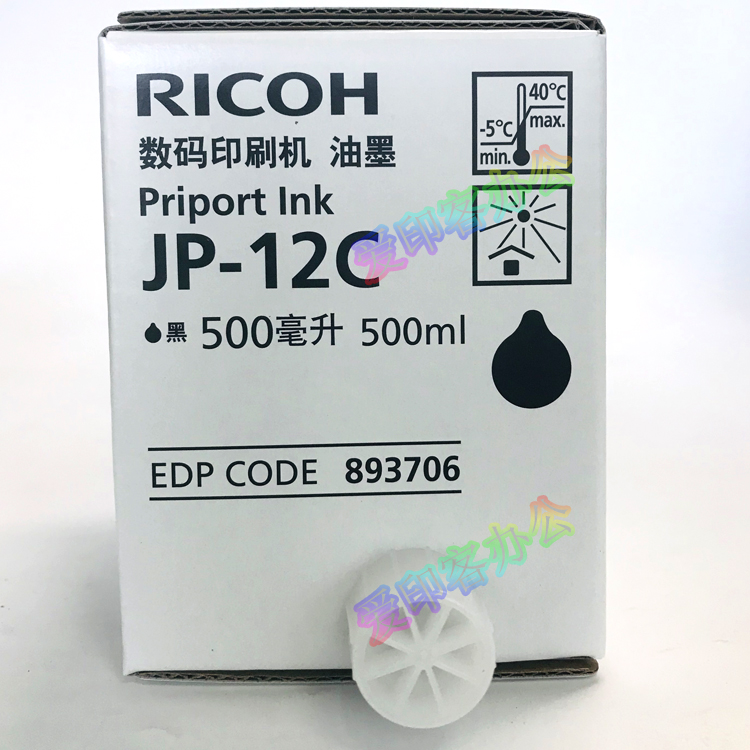 RICOH
数码印刷机 油墨
Priport Ink
JP-12C
黑 500毫升 500ml
EDP CODE 893706
40°C
max.
-5°C
min.
爱印客办公
爱印客办公